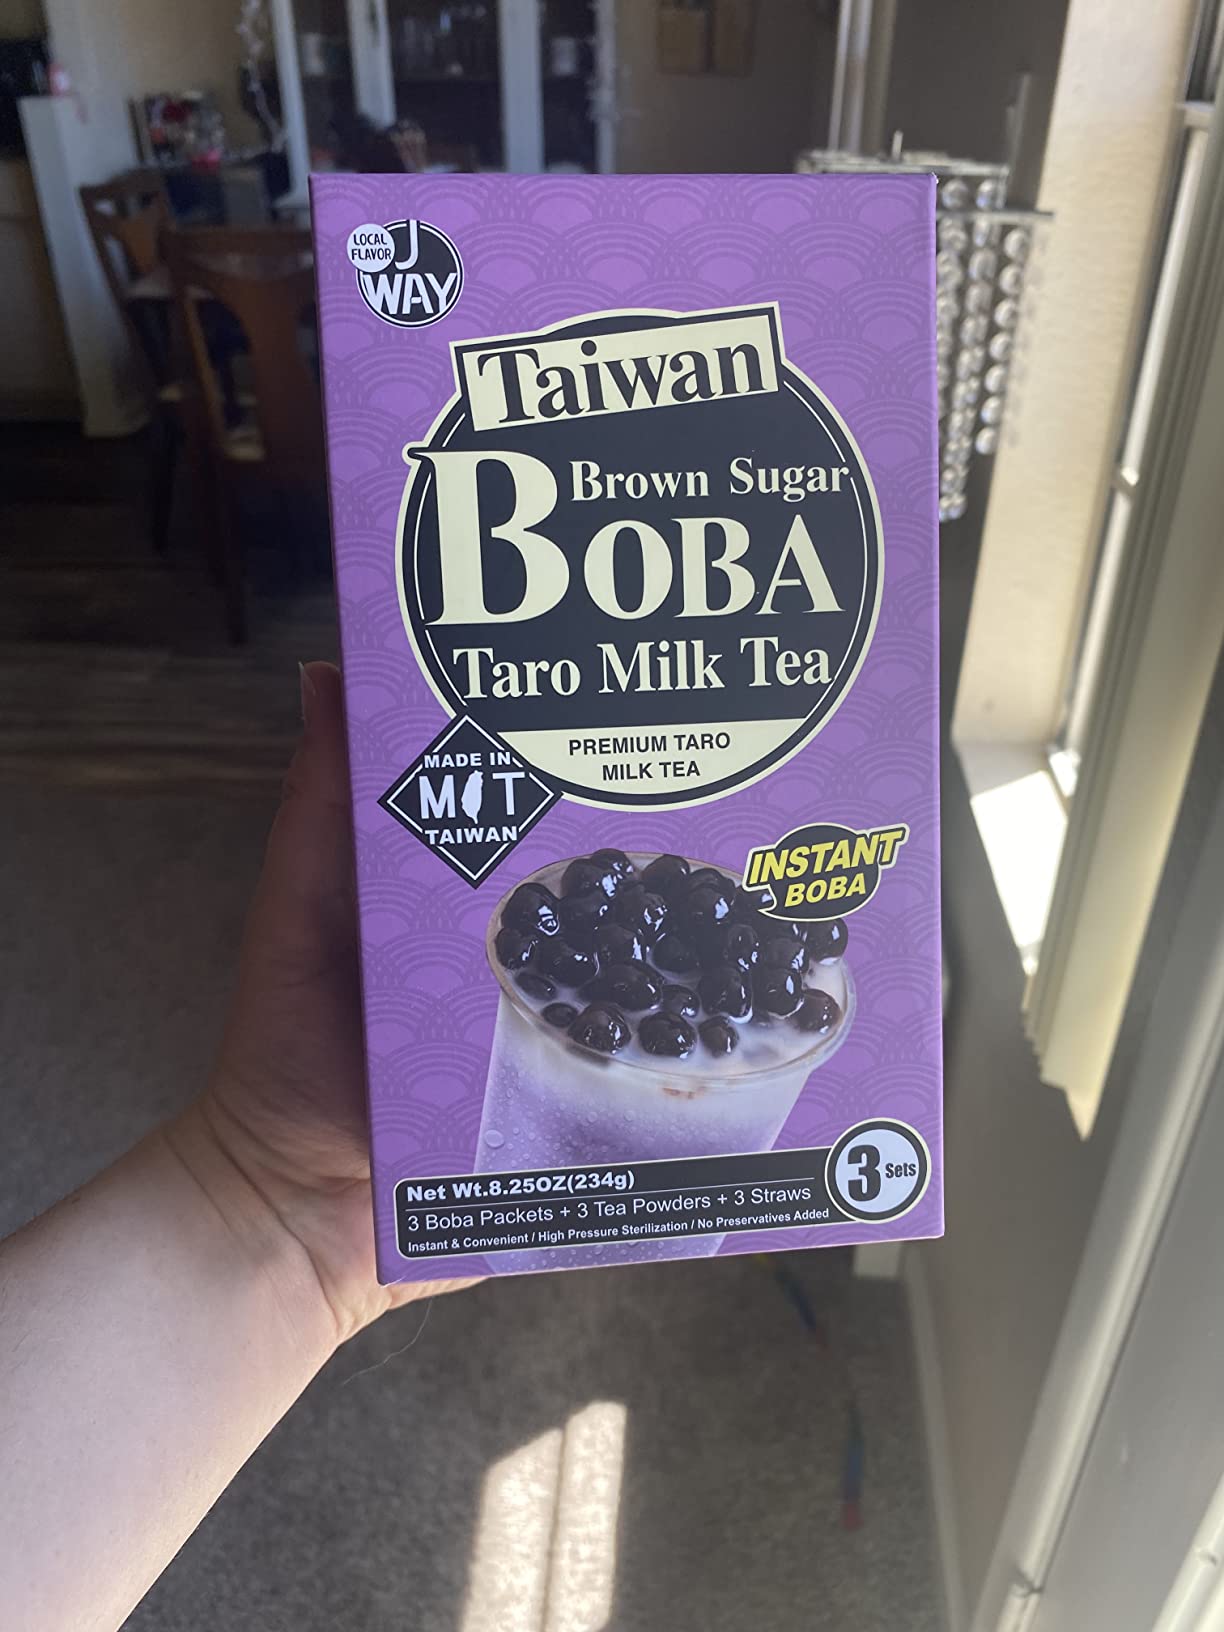 LOCAL
FLAVOR
J
WAY
Taiwan
Brown Sugar
BOBA
Taro Milk Tea
PREMIUM TARO
MILK TEA
MADE IN
MIT
TAIWAN
INSTANT
BOBA
Net Wt.8.25OZ(234g)
3 Boba Packets + 3 Tea Powders + 3 Straws
Instant & Convenient / High Pressure Sterilization / No Preservatives Added
3 Sets